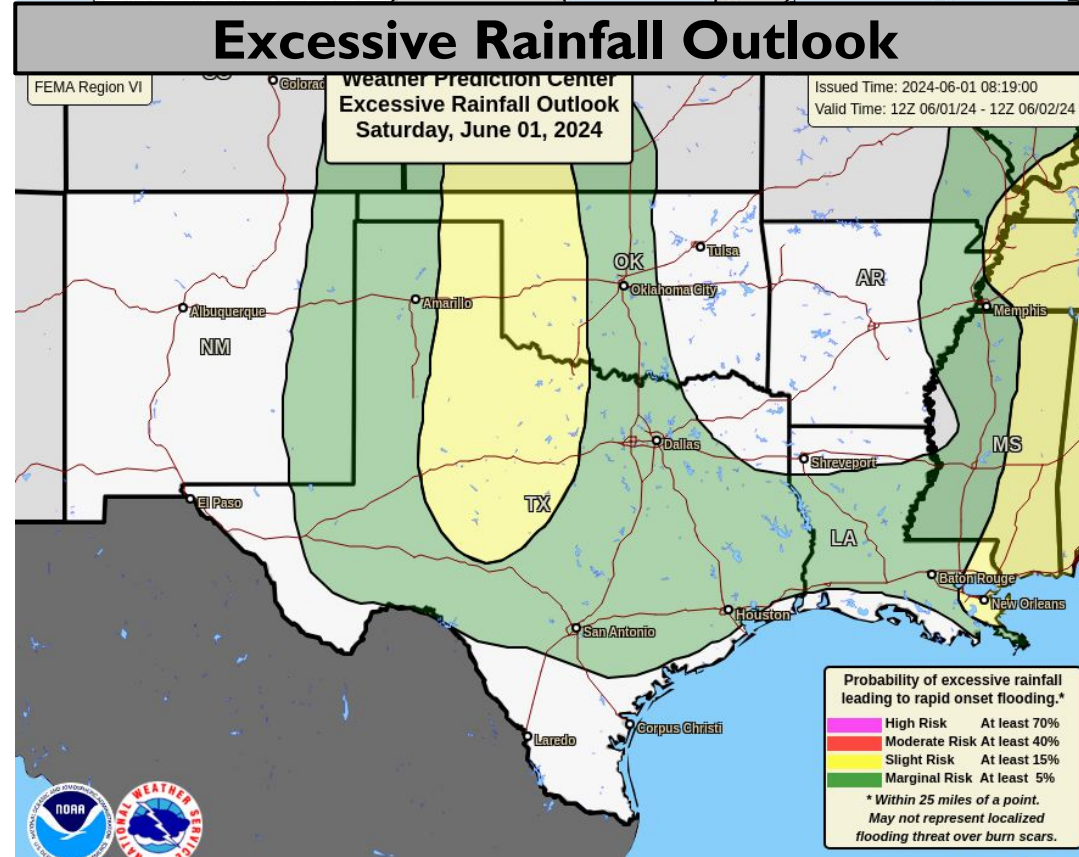 Excessive Rainfall Outlook
FEMA Region VI
Weather Prediction Center
Excessive Rainfall Outlook
Saturday, June 01, 2024
Issued Time: 2024-06-01 08:19:00
Valid Time: 12Z 06/01/24 - 12Z 06/02/24
Colorad
Tulsa
OK
AR
Oklahoma City
Amarillo
Albuquerque
Memphis
NM
Dallas
MS
Shreveport
El Paso
TX
LA
Baton Rouge
New Orleans
Houston
San Antonio
Corpus Christi
Laredo
Probability of excessive rainfall
leading to rapid onset flooding.*
High Risk At least 70%
Moderate Risk At least 40%
Slight Risk At least 15%
Marginal Risk At least 5%
* Within 25 miles of a point.
May not represent localized
flooding threat over burn scars.
NOAA
NATIONAL WEATHER SERVICE